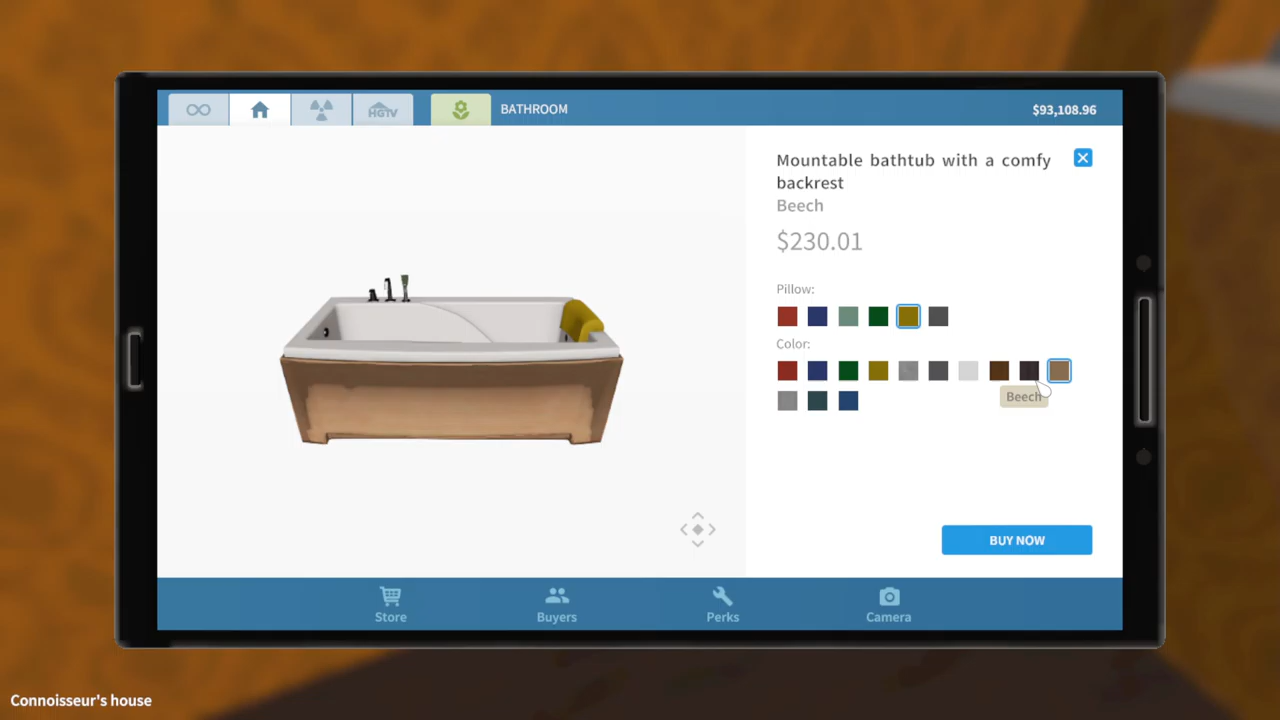 HGTV
BATHROOM
$93,108.96
Mountable bathtub with a comfy
backrest
Beech
$230.01
Pillow:
Color:
Beech
BUY NOW
Store
Buyers
Perks
Camera
Connoisseur's house